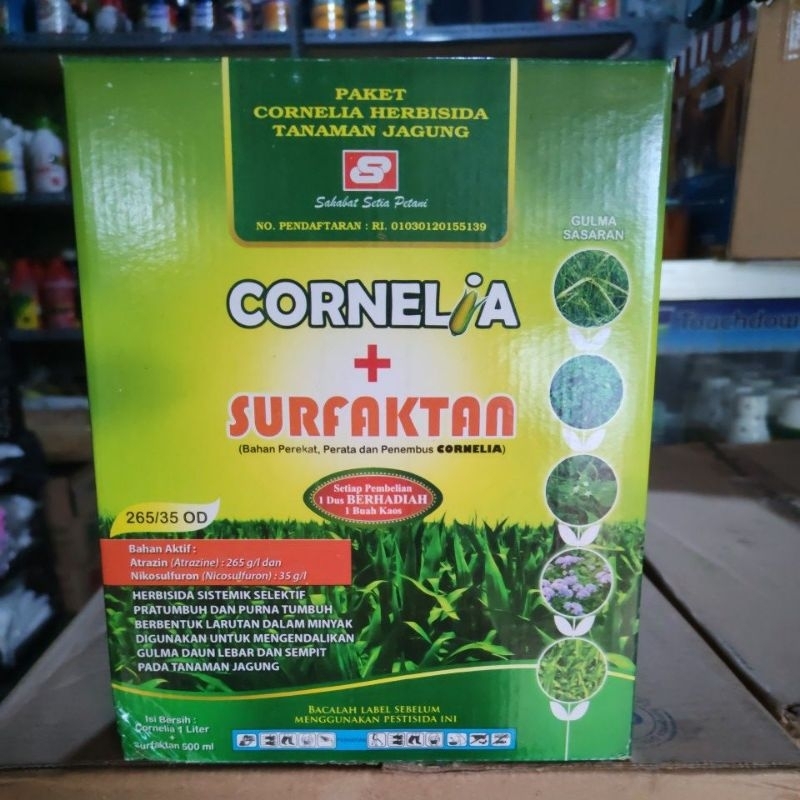 PAKET
CORNELIA HERBISIDA
TANAMAN JAGUNG
Sahabat Setia Petani
NO. PENDAFTARAN : RI. 01030120155139
GULMA
SASARAN
CORNELIA
+
SURFAKTAN
(Bahan Perekat, Perata dan Penembus CORNELIA)
Setiap Pembelian
1 Dus BERHADIAH
1 Buah Kaos
265/35 OD
Bahan Aktif :
Atrazin (Atrazine) : 265 g/l dan
Nikosulfuron (Nicosulfuron) : 35 g/l
HERBISIDA SISTEMIK SELEKTIF
PRATUMBUH DAN PURNA TUMBUH
BERBENTUK LARUTAN DALAM MINYAK
DIGUNAKAN UNTUK MENGENDALIKAN
GULMA DAUN LEBAR DAN SEMPIT
PADA TANAMAN JAGUNG
BACALAH LABEL SEBELUM
MENGGUNAKAN PESTISIDA INI
Isi Bersih :
Cornelia 1 Liter
+
Surfaktan 500 ml